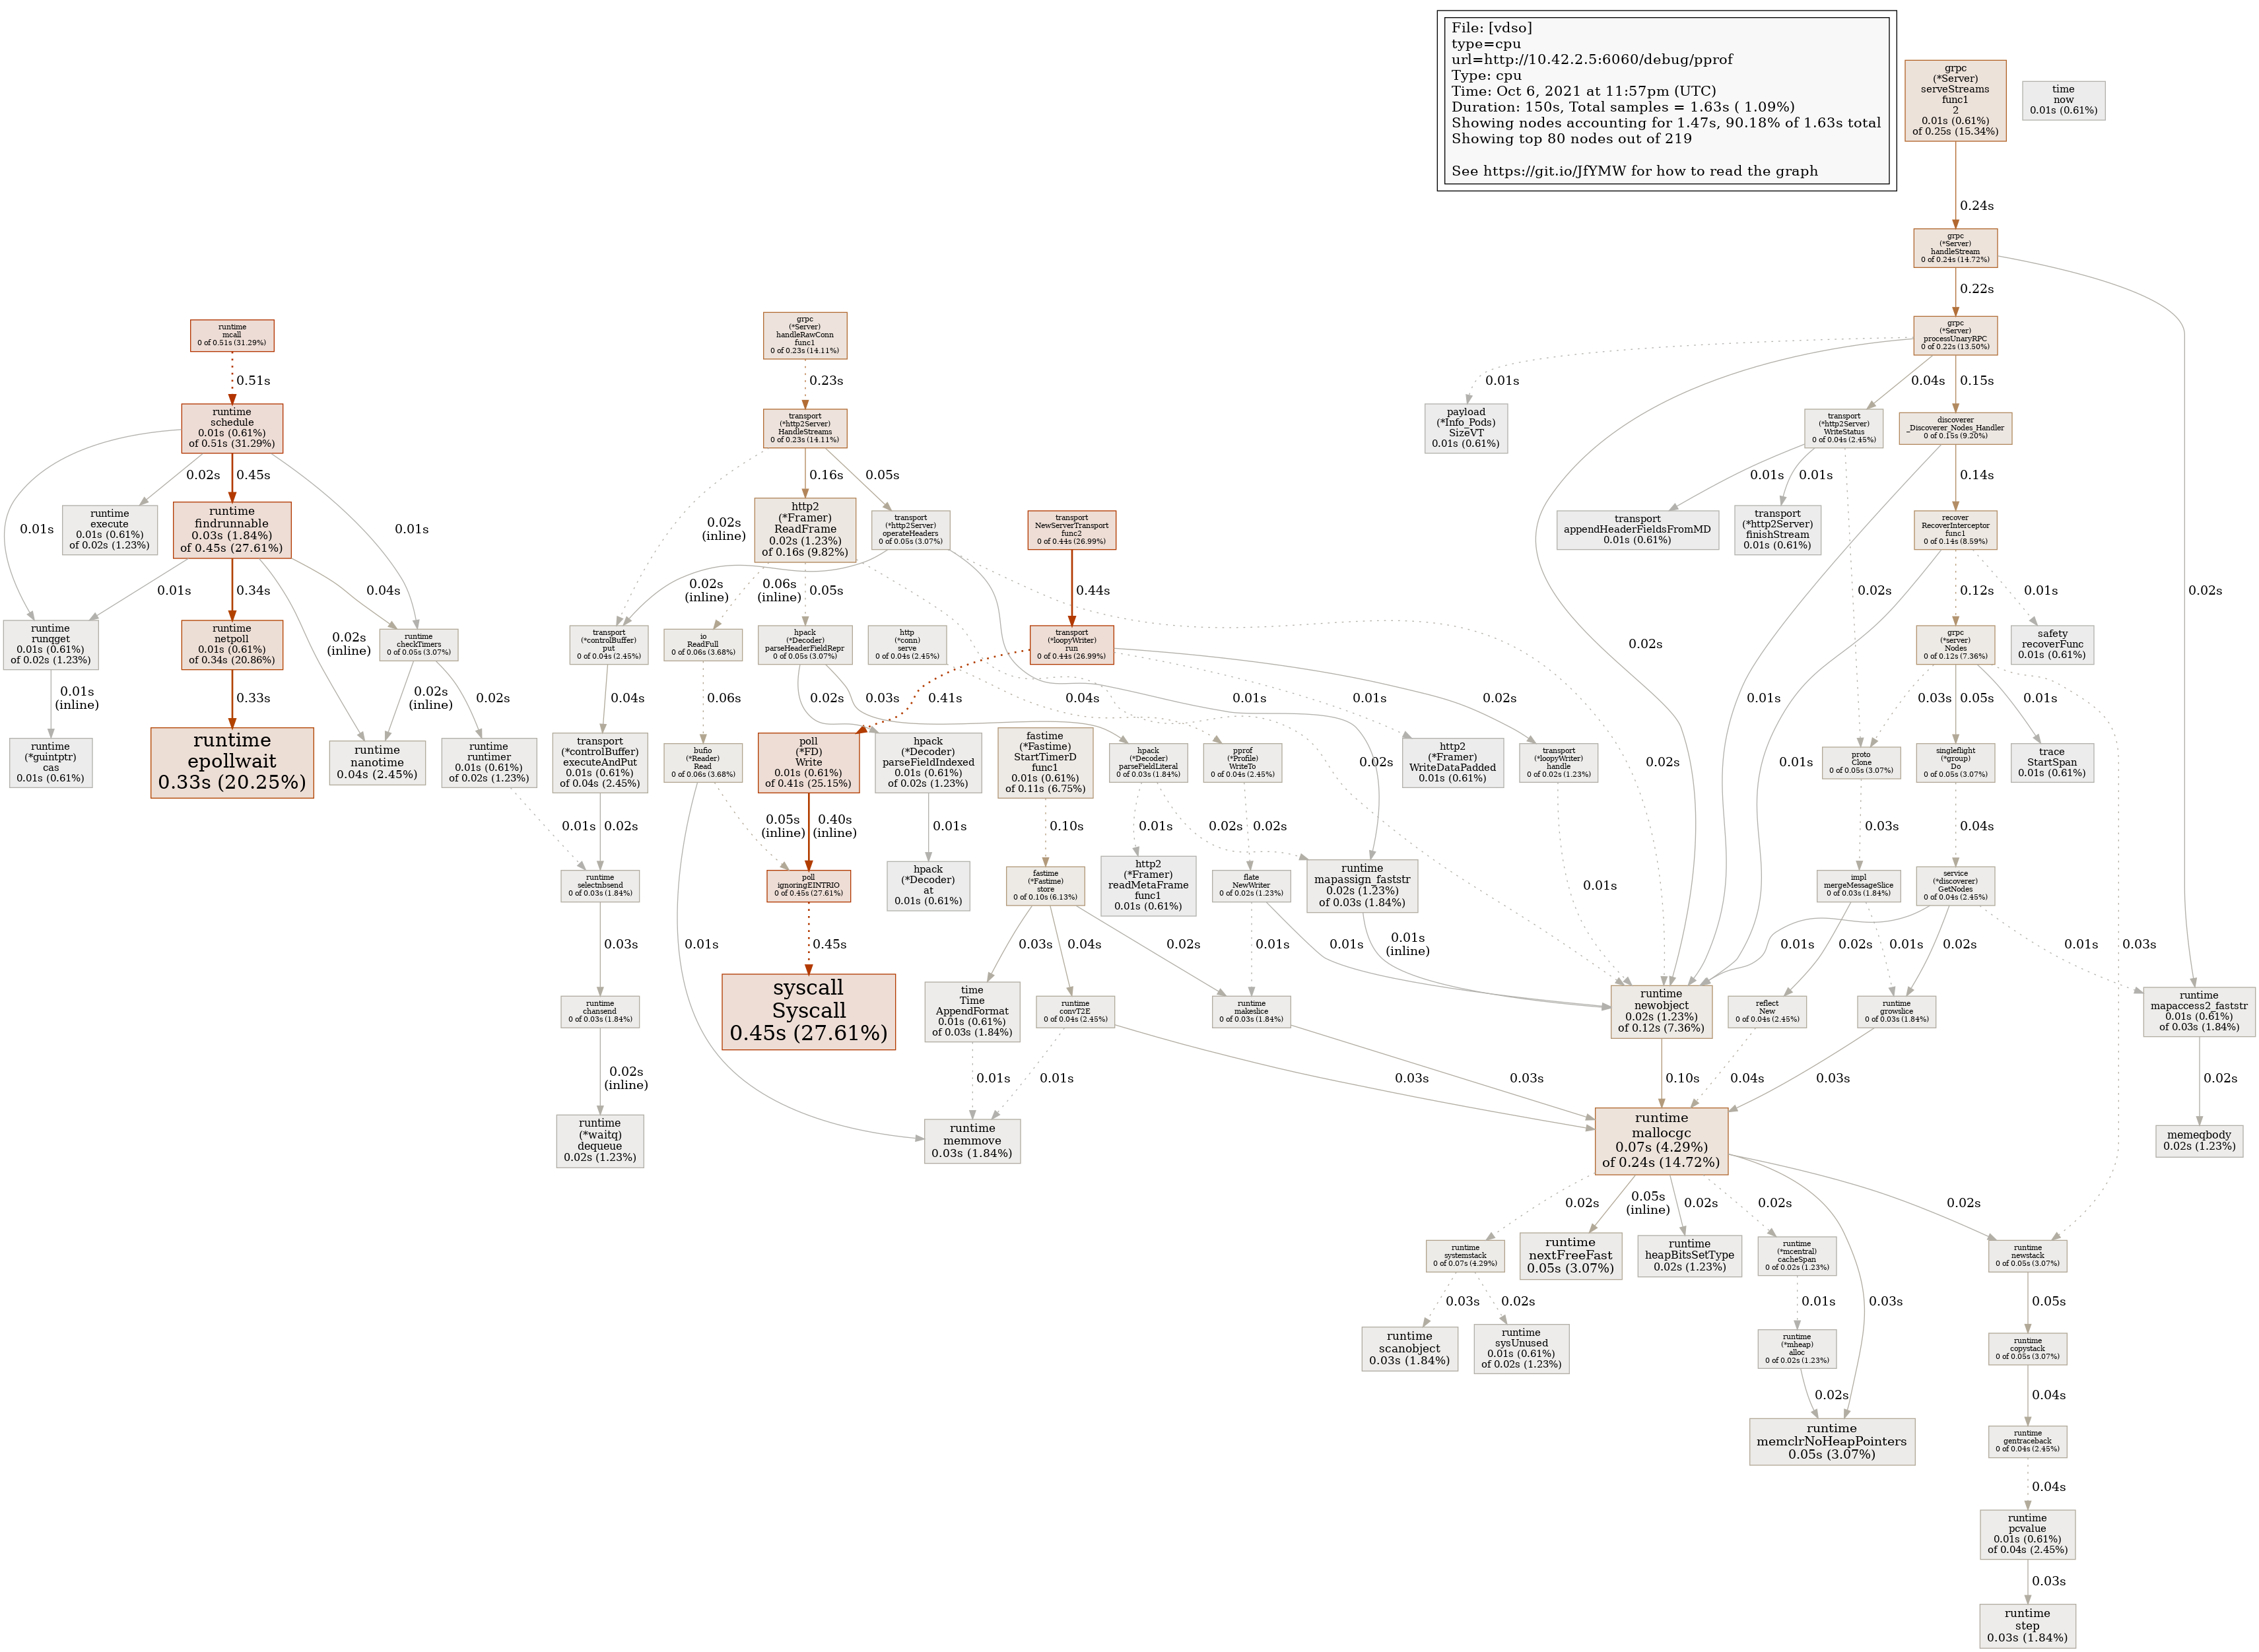 File: [vdso]
type=cpu
url=http://10.42.2.5:6060/debug/pprof
Type: cpu
Time: Oct 6, 2021 at 11:57pm (UTC)
Duration: 150s, Total samples = 1.63s ( 1.09%)
Showing nodes accounting for 1.47s, 90.18% of 1.63s total
Showing top 80 nodes out of 219
See https://git.io/JfYMW for how to read the graph
grpc
(*Server)
serveStreams
func1
2
0.01s (0.61%)
of 0.25s (15.34%)
time
now
0.01s (0.61%)
0.24s
grpc
(*Server)
handleStream
0 of 0.24s (14.72%)
0.22s
runtime
mcall
0 of 0.51s (31.29%)
grpc
(*Server)
handleRawConn
func1
0 of 0.23s (14.11%)
grpc
(*Server)
processUnaryRPC
0 of 0.22s (13.50%)
0.51s
0.23s
0.01s
0.04s
0.15s
0.02s
runtime
schedule
0.01s (0.61%)
of 0.51s (31.29%)
transport
(*http2Server)
HandleStreams
0 of 0.23s (14.11%)
payload
(*Info_Pods)
SizeVT
0.01s (0.61%)
transport
(*http2Server)
WriteStatus
0 of 0.04s (2.45%)
discoverer
_Discoverer_Nodes_Handler
0 of 0.15s (9.20%)
0.02s
0.45s
0.16s
0.05s
0.01s
0.01s
0.14s
0.01s
runtime
execute
0.01s (0.61%)
of 0.02s (1.23%)
runtime
findrunnable
0.03s (1.84%)
of 0.45s (27.61%)
0.01s
0.02s
(inline)
http2
(*Framer)
ReadFrame
0.02s (1.23%)
of 0.16s (9.82%)
transport
(*http2Server)
operateHeaders
0 of 0.05s (3.07%)
transport
NewServerTransport
func2
0 of 0.44s (26.99%)
transport
appendHeaderFieldsFromMD
0.01s (0.61%)
transport
(*http2Server)
finishStream
0.01s (0.61%)
recover
RecoverInterceptor
func1
0 of 0.14s (8.59%)
0.01s
0.34s
0.04s
0.02s
(inline)
0.06s
(inline)
0.05s
0.44s
0.02s
0.12s
0.01s
runtime
runqget
0.01s (0.61%)
of 0.02s (1.23%)
runtime
netpoll
0.01s (0.61%)
of 0.34s (20.86%)
0.02s
(inline)
runtime
checkTimers
0 of 0.05s (3.07%)
transport
(*controlBuffer)
put
0 of 0.04s (2.45%)
io
ReadFull
0 of 0.06s (3.68%)
hpack
(*Decoder)
parseHeaderFieldRepr
0 of 0.05s (3.07%)
http
(*conn)
serve
0 of 0.04s (2.45%)
transport
(*loopyWriter)
run
0 of 0.44s (26.99%)
0.02s
grpc
(*server)
Nodes
0 of 0.12s (7.36%)
safety
recoverFunc
0.01s (0.61%)
0.01s
(inline)
0.33s
0.02s
(inline)
0.02s
0.04s
0.06s
0.02s
0.03s
0.41s
0.04s
0.01s
0.01s
0.02s
0.01s
0.03s
0.05s
0.01s
runtime
(*guintptr)
cas
0.01s (0.61%)
runtime
epollwait
0.33s (20.25%)
runtime
nanotime
0.04s (2.45%)
runtime
runtimer
0.01s (0.61%)
of 0.02s (1.23%)
transport
(*controlBuffer)
executeAndPut
0.01s (0.61%)
of 0.04s (2.45%)
bufio
(*Reader)
Read
0 of 0.06s (3.68%)
poll
(*FD)
Write
0.01s (0.61%)
of 0.41s (25.15%)
hpack
(*Decoder)
parseFieldIndexed
0.01s (0.61%)
of 0.02s (1.23%)
fastime
(*Fastime)
StartTimerD
func1
0.01s (0.61%)
of 0.11s (6.75%)
hpack
(*Decoder)
parseFieldLiteral
0 of 0.03s (1.84%)
pprof
(*Profile)
WriteTo
0 of 0.04s (2.45%)
0.02s
http2
(*Framer)
WriteDataPadded
0.01s (0.61%)
transport
(*loopyWriter)
handle
0 of 0.02s (1.23%)
0.02s
0.01s
proto
Clone
0 of 0.05s (3.07%)
singleflight
(*group)
Do
0 of 0.05s (3.07%)
trace
StartSpan
0.01s (0.61%)
0.01s
0.02s
0.05s
(inline)
0.40s
(inline)
0.01s
0.10s
0.01s
0.02s
0.02s
0.03s
0.04s
runtime
selectnbsend
0 of 0.03s (1.84%)
poll
ignoringEINTRIO
0 of 0.45s (27.61%)
hpack
(*Decoder)
at
0.01s (0.61%)
fastime
(*Fastime)
store
0 of 0.10s (6.13%)
http2
(*Framer)
readMetaFrame
func1
0.01s (0.61%)
flate
NewWriter
0 of 0.02s (1.23%)
runtime
mapassign_faststr
0.02s (1.23%)
of 0.03s (1.84%)
0.01s
impl
mergeMessageSlice
0 of 0.03s (1.84%)
service
(*discoverer)
GetNodes
0 of 0.04s (2.45%)
0.03s
0.01s
0.45s
0.03s
0.04s
0.02s
0.01s
0.01s
0.01s
(inline)
0.01s
0.02s
0.01s
0.02s
0.01s
0.03s
runtime
chansend
0 of 0.03s (1.84%)
syscall
Syscall
0.45s (27.61%)
time
Time
AppendFormat
0.01s (0.61%)
of 0.03s (1.84%)
runtime
convT2E
0 of 0.04s (2.45%)
runtime
makeslice
0 of 0.03s (1.84%)
runtime
newobject
0.02s (1.23%)
of 0.12s (7.36%)
reflect
New
0 of 0.04s (2.45%)
runtime
growslice
0 of 0.03s (1.84%)
runtime
mapaccess2_faststr
0.01s (0.61%)
of 0.03s (1.84%)
0.02s
(inline)
0.01s
0.01s
0.03s
0.03s
0.10s
0.04s
0.03s
0.02s
runtime
(*waitq)
dequeue
0.02s (1.23%)
runtime
memmove
0.03s (1.84%)
runtime
mallocgc
0.07s (4.29%)
of 0.24s (14.72%)
memeqbody
0.02s (1.23%)
0.02s
0.05s
(inline)
0.02s
0.02s
0.02s
runtime
systemstack
0 of 0.07s (4.29%)
runtime
nextFreeFast
0.05s (3.07%)
runtime
heapBitsSetType
0.02s (1.23%)
runtime
(*mcentral)
cacheSpan
0 of 0.02s (1.23%)
runtime
newstack
0 of 0.05s (3.07%)
0.03s
0.02s
0.01s
0.03s
0.05s
runtime
scanobject
0.03s (1.84%)
runtime
sysUnused
0.01s (0.61%)
of 0.02s (1.23%)
runtime
(*mheap)
alloc
0 of 0.02s (1.23%)
runtime
copystack
0 of 0.05s (3.07%)
0.02s
0.04s
runtime
memclrNoHeapPointers
0.05s (3.07%)
runtime
gentraceback
0 of 0.04s (2.45%)
0.04s
runtime
pcvalue
0.01s (0.61%)
of 0.04s (2.45%)
0.03s
runtime
step
0.03s (1.84%)